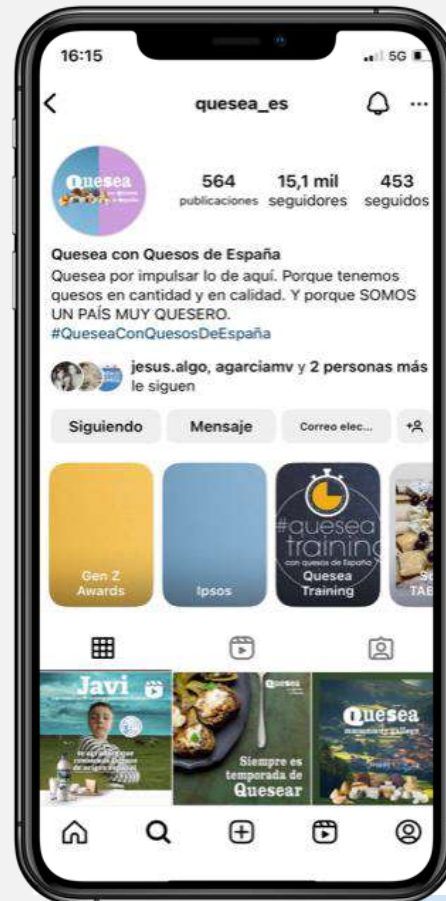 16:15
5G
quesea_es
Quesea
564
publicaciones
15,1 mil
seguidores
453
seguidos
Quesea con Quesos de España
Quesea por impulsar lo de aquí. Porque tenemos
quesos en cantidad y en calidad. Y porque SOMOS
UN PAÍS MUY QUESERO.
#QueseaConQuesosDeEspaña
jesus.algo, agarciamv y 2 personas más
le siguen
Siguiendo
Mensaje
Correo elec...
Gen Z
Awards
Ipsos
#quesea
training
con quesos de España
Quesea
Training
TAB
Javi
Quesea
Siempre es
temporada de
Quesear
Quesea